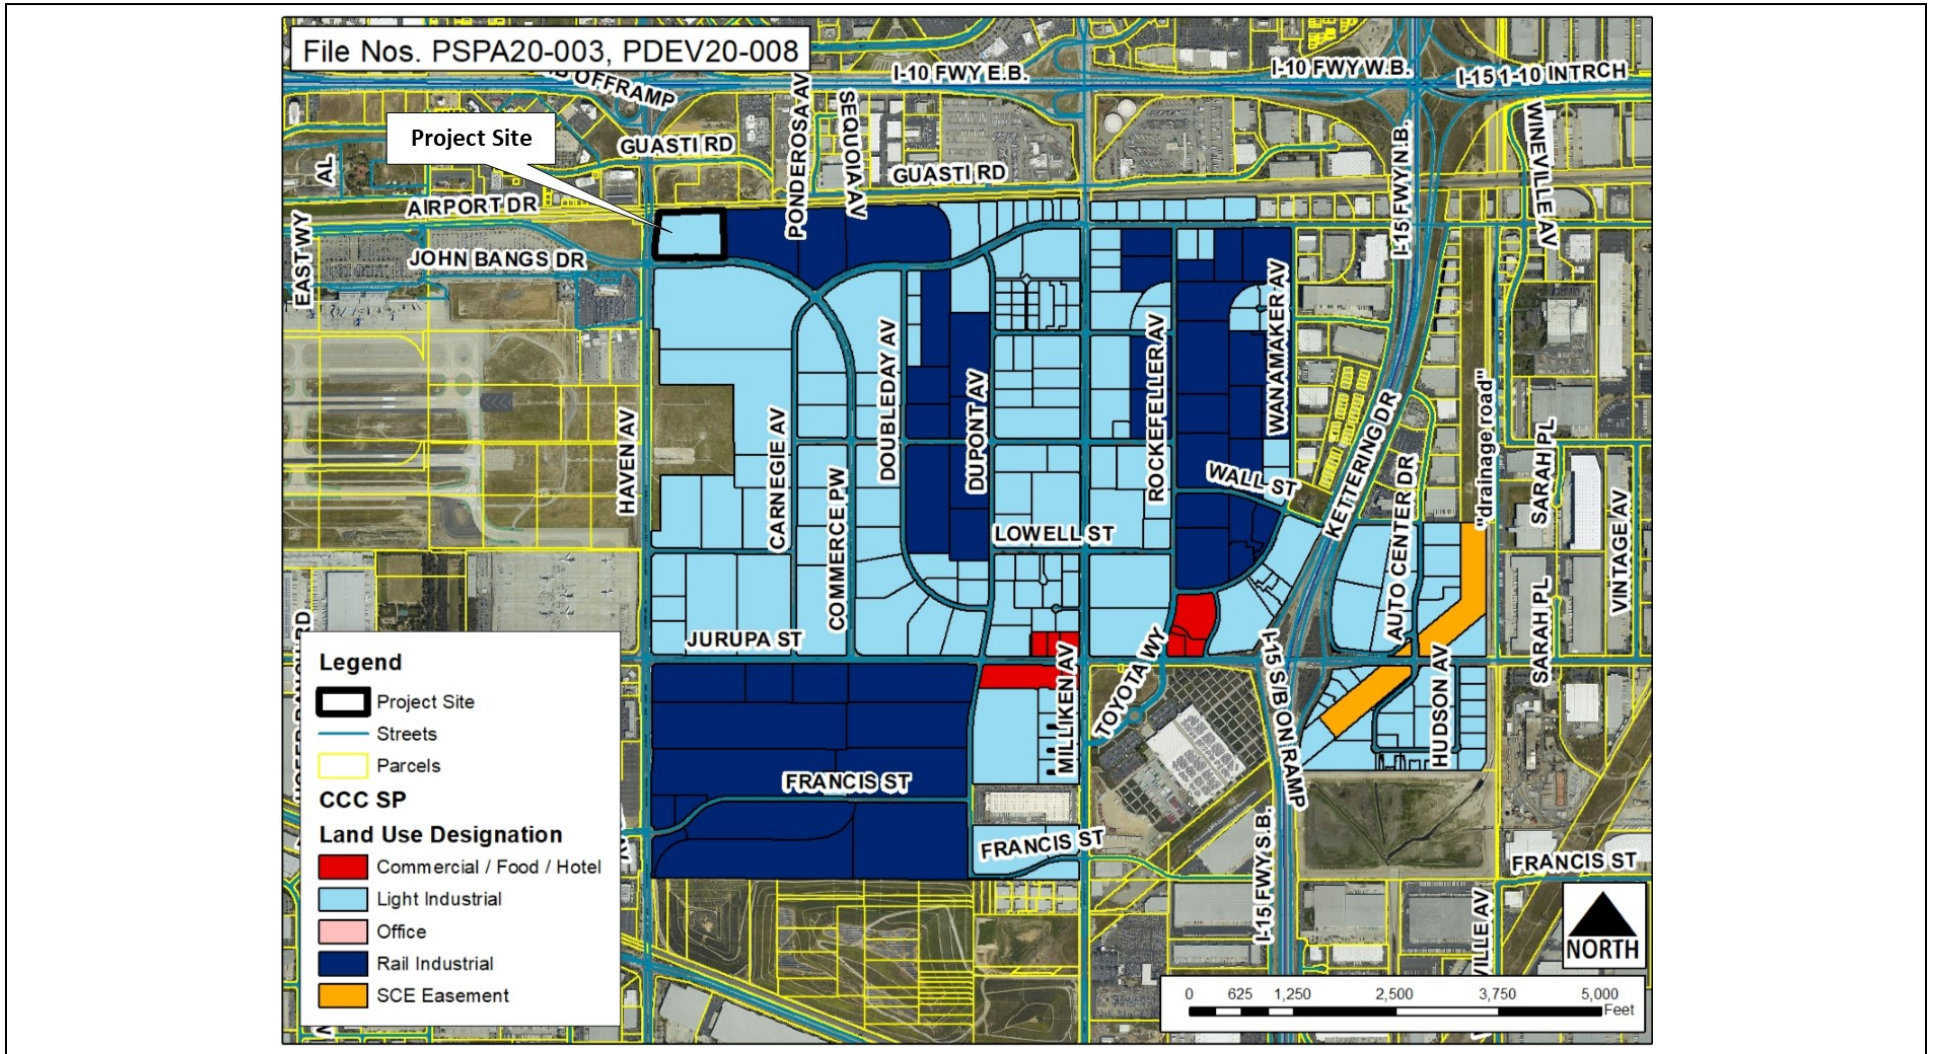 File Nos. PSPA20-003, PDEV20-008
OFFRAMP
I-10 FWY E.B.
I-10 FWY W.B.
I-15 1-10 INTRCH
Project Site
PONDEROSA AV
SEQUOIA AV
GUASTI RD
GUASTI RD
I-15 FWY N.B.
WINEVILLE AV
AL
AIRPORT DR
EAST WY
JOHN BANGS DR
HAVEN AV
CARNEGIE AV
COMMERCE PW
DOUBLEDAY AV
DUPONT AV
ROCKEFELLER AV
WANAMAKER AV
WALL ST
KETTERING DR
AUTO CENTER DR
"drainage road"
SARAH PL
VINTAGE AV
LOWELL ST
SARAH PL
JURUPA ST
MILLIKEN AV
TOYOTA WY
I-15 S/B ON RAMP
HUDSON AV
FRANCIS ST
FRANCIS ST
I-15 FWY S.B.
FRANCIS ST
VILLE AV
Legend
Project Site
Streets
Parcels
CCC SP
Land Use Designation
Commercial / Food / Hotel
Light Industrial
Office
Rail Industrial
SCE Easement
NORTH
0 625 1,250 2,500 3,750 5,000
Feet